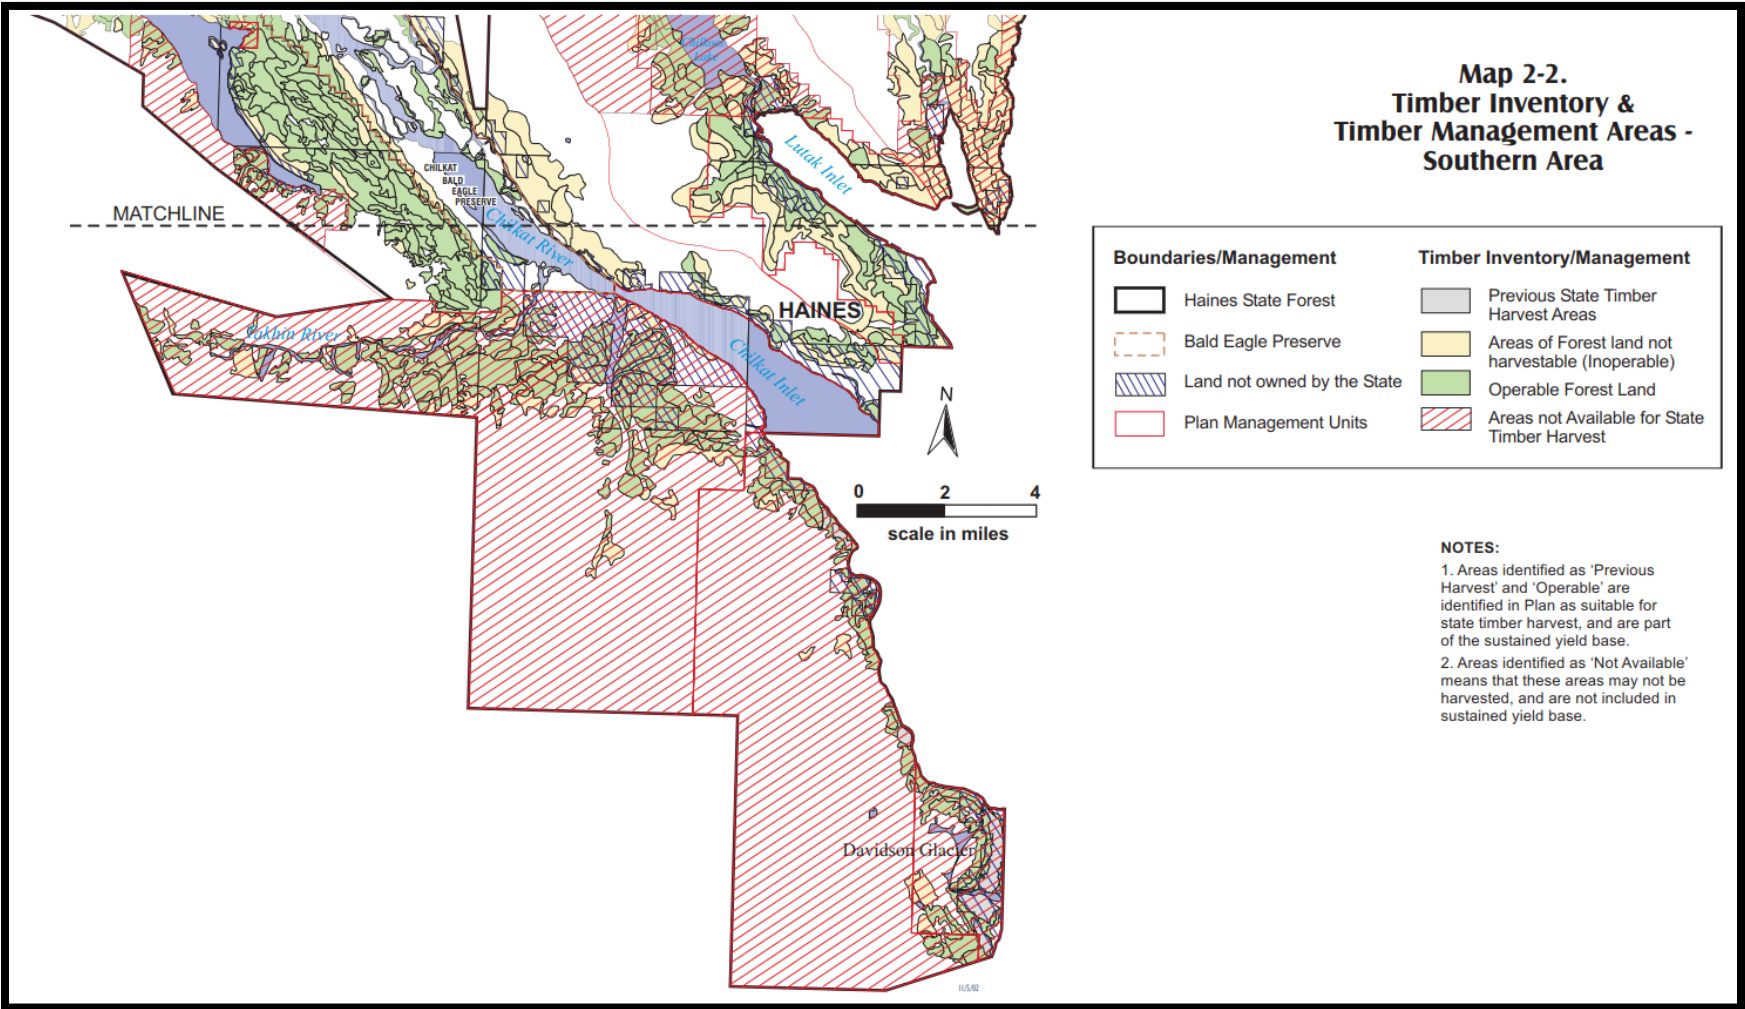 Map 2-2.
Timber Inventory &
Timber Management Areas -
Southern Area
Chilkoot
Lake
Lutak Inlet
CHILKAT
BALD
EAGLE
PRESERVE
MATCHLINE
Chilkat River
HAINES
Takhin River
Chilkat Inlet
N
0 2 4
scale in miles
Davidson Glacier
11/5/02
Boundaries/Management
Haines State Forest
Bald Eagle Preserve
Land not owned by the State
Plan Management Units
Timber Inventory/Management
Previous State Timber
Harvest Areas
Areas of Forest land not
harvestable (Inoperable)
Operable Forest Land
Areas not Available for State
Timber Harvest
NOTES:
1. Areas identified as ‘Previous
Harvest’ and ‘Operable’ are
identified in Plan as suitable for
state timber harvest, and are part
of the sustained yield base.
2. Areas identified as ‘Not Available’
means that these areas may not be
harvested, and are not included in
sustained yield base.